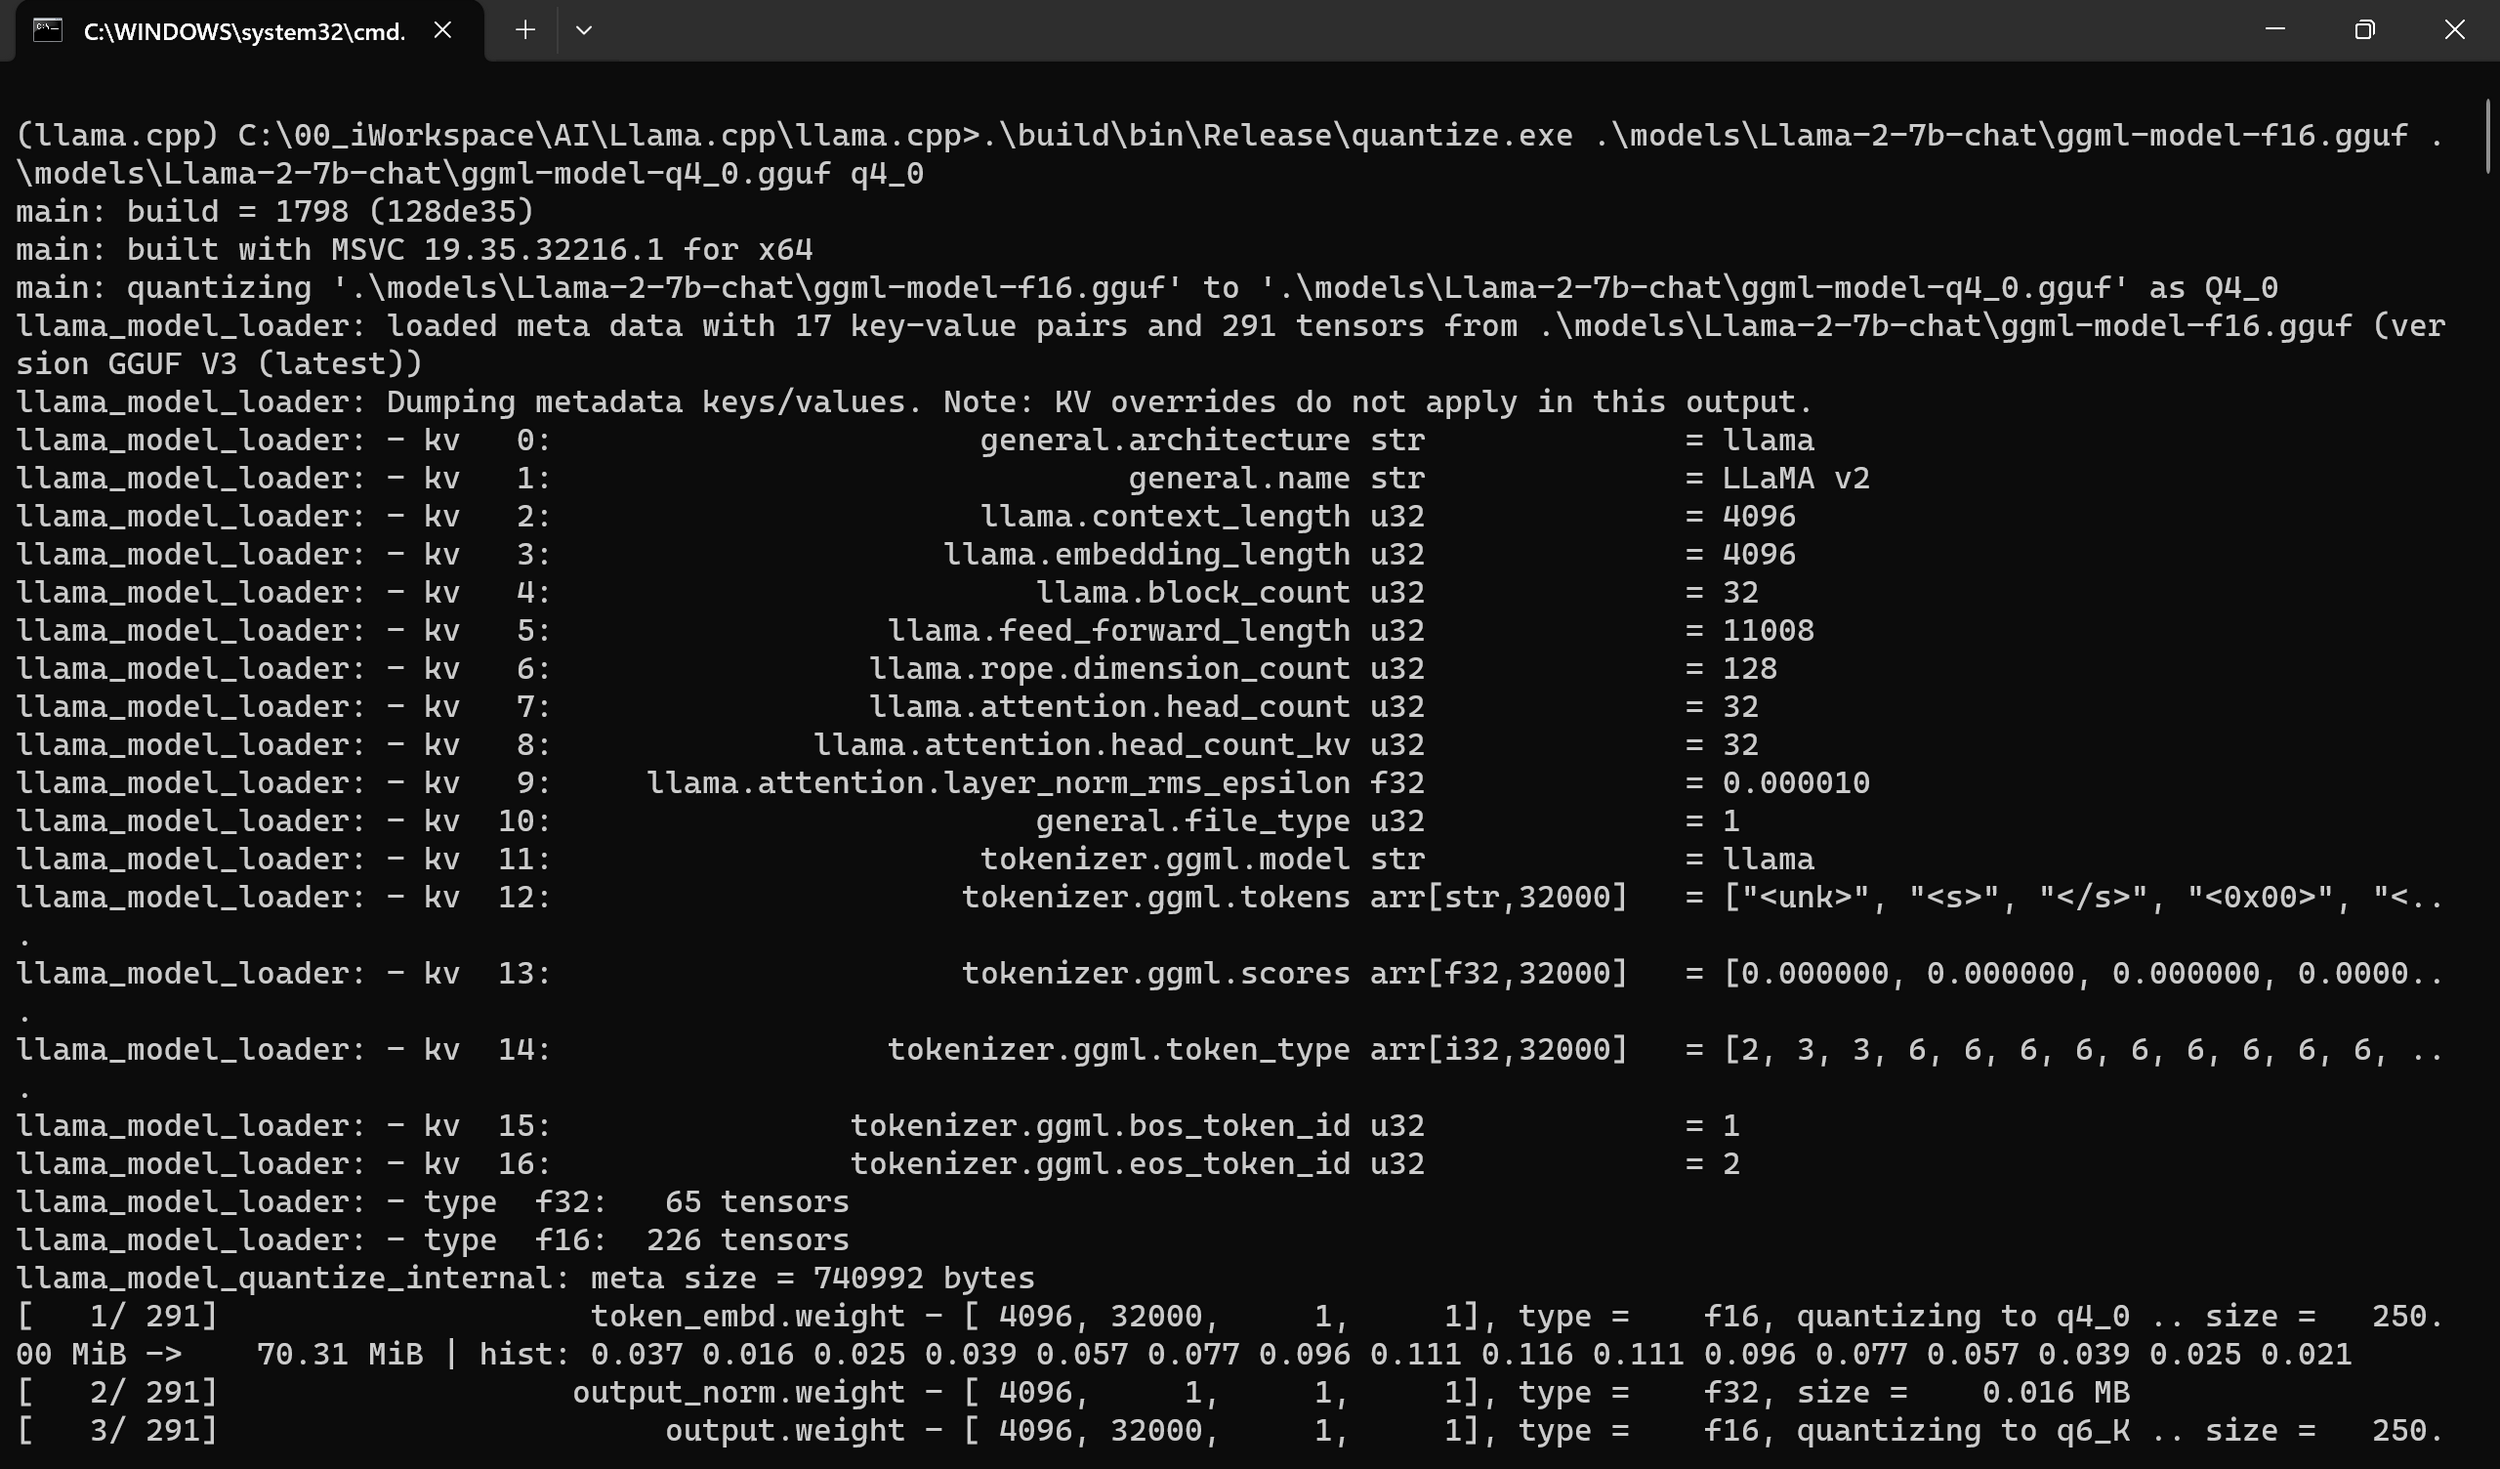 C:\WINDOWS\system32\cmd.
(llama.cpp) C:\00_iWorkspace\AI\Llama.cpp\llama.cpp>.\build\bin\Release\quantize.exe .\models\Llama-2-7b-chat\ggml-model-f16.gguf .
\models\Llama-2-7b-chat\ggml-model-q4_0.gguf q4_0
main: build = 1798 (128de35)
main: built with MSVC 19.35.32216.1 for x64
main: quantizing '.\models\Llama-2-7b-chat\ggml-model-f16.gguf' to '.\models\Llama-2-7b-chat\ggml-model-q4_0.gguf' as Q4_0
llama_model_loader: loaded meta data with 17 key-value pairs and 291 tensors from .\models\Llama-2-7b-chat\ggml-model-f16.gguf (ver
sion GGUF V3 (latest))
llama_model_loader: Dumping metadata keys/values. Note: KV overrides do not apply in this output.
llama_model_loader: - kv   0:                       general.architecture str              = llama
llama_model_loader: - kv   1:                               general.name str              = LLaMA v2
llama_model_loader: - kv   2:                       llama.context_length u32              = 4096
llama_model_loader: - kv   3:                     llama.embedding_length u32              = 4096
llama_model_loader: - kv   4:                          llama.block_count u32              = 32
llama_model_loader: - kv   5:                  llama.feed_forward_length u32              = 11008
llama_model_loader: - kv   6:                 llama.rope.dimension_count u32              = 128
llama_model_loader: - kv   7:                 llama.attention.head_count u32              = 32
llama_model_loader: - kv   8:              llama.attention.head_count_kv u32              = 32
llama_model_loader: - kv   9:     llama.attention.layer_norm_rms_epsilon f32              = 0.000010
llama_model_loader: - kv  10:                          general.file_type u32              = 1
llama_model_loader: - kv  11:                       tokenizer.ggml.model str              = llama
llama_model_loader: - kv  12:                      tokenizer.ggml.tokens arr[str,32000]   = ["<unk>", "<s>", "</s>", "<0x00>", "<..
.
llama_model_loader: - kv  13:                      tokenizer.ggml.scores arr[f32,32000]   = [0.000000, 0.000000, 0.000000, 0.0000..
.
llama_model_loader: - kv  14:                  tokenizer.ggml.token_type arr[i32,32000]   = [2, 3, 3, 6, 6, 6, 6, 6, 6, 6, 6, 6, ..
.
llama_model_loader: - kv  15:                tokenizer.ggml.bos_token_id u32              = 1
llama_model_loader: - kv  16:                tokenizer.ggml.eos_token_id u32              = 2
llama_model_loader: - type  f32:   65 tensors
llama_model_loader: - type  f16:  226 tensors
llama_model_quantize_internal: meta size = 740992 bytes
[   1/ 291]                    token_embd.weight - [ 4096, 32000,     1,     1], type =    f16, quantizing to q4_0 .. size =   250.
00 MiB ->    70.31 MiB | hist: 0.037 0.016 0.025 0.039 0.057 0.077 0.096 0.111 0.116 0.111 0.096 0.077 0.057 0.039 0.025 0.021
[   2/ 291]                   output_norm.weight - [ 4096,     1,     1,     1], type =    f32, size =    0.016 MB
[   3/ 291]                        output.weight - [ 4096, 32000,     1,     1], type =    f16, quantizing to q6_K .. size =   250.